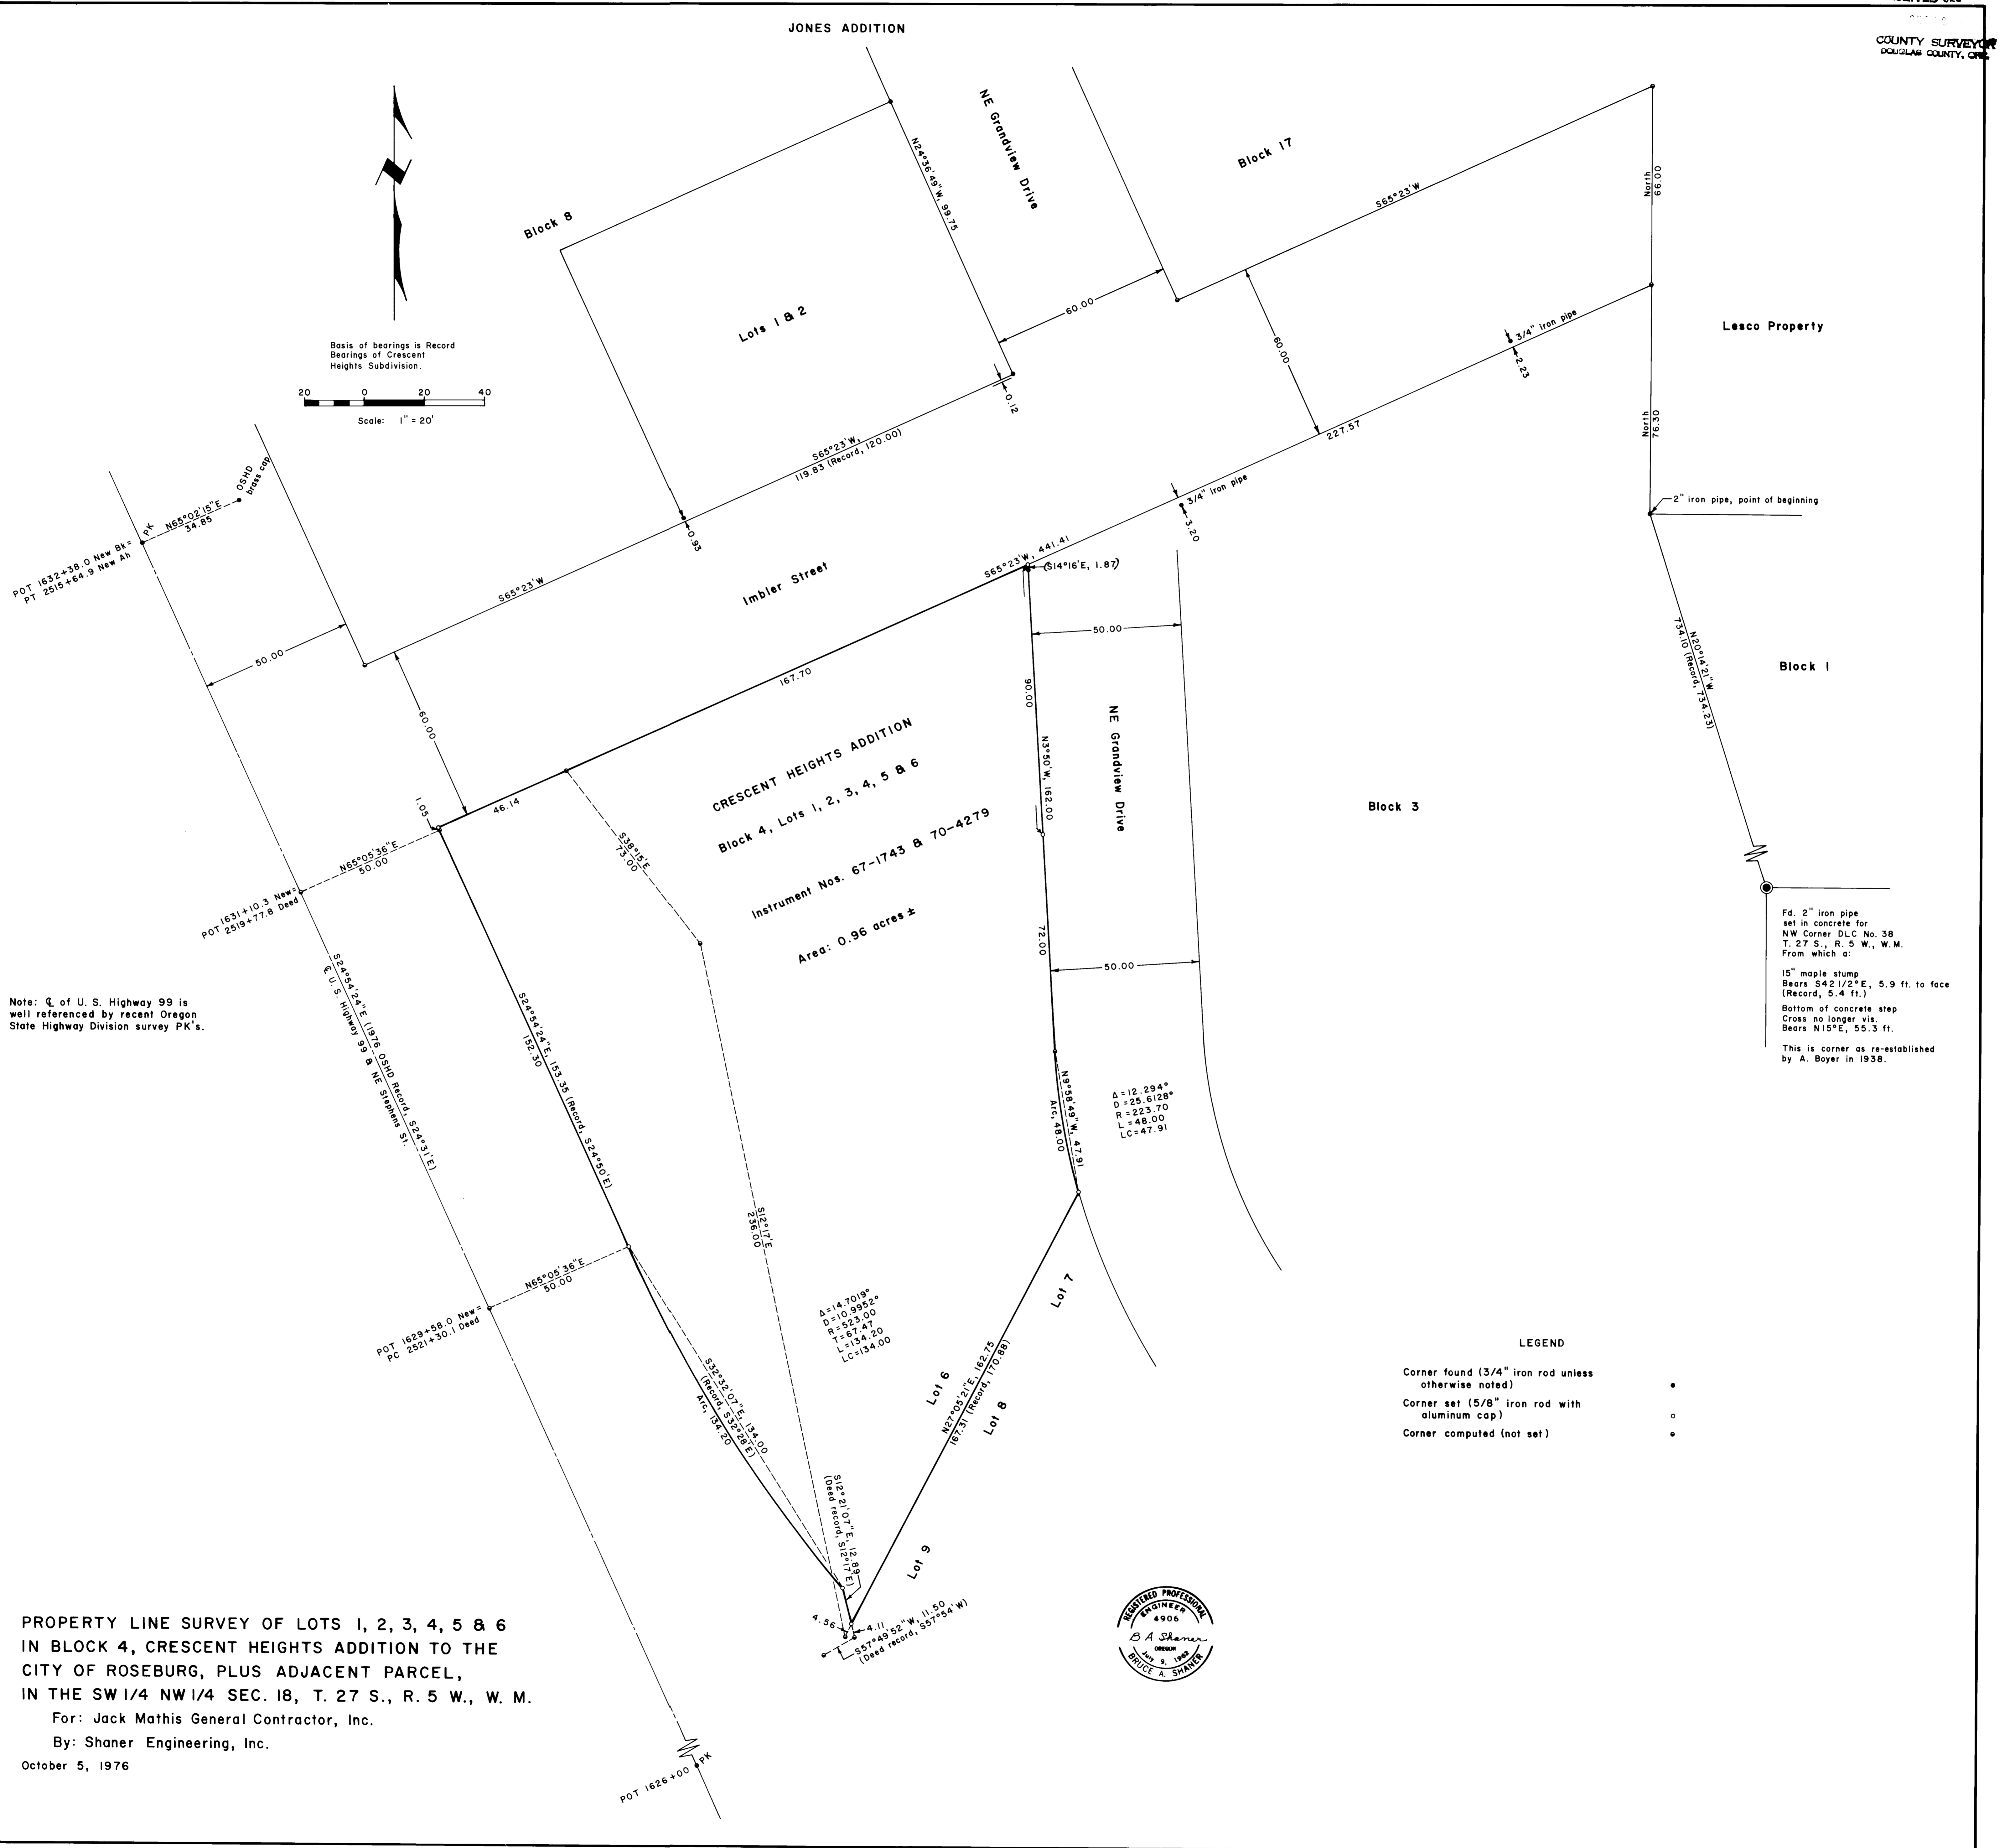 COUNTY SURVEYOR
DOUGLAS COUNTY, ORE.
JONES ADDITION
NE Grandview Drive
Block 17
S65°23'W
North
66.00
N24°36'49"W, 99.75
Block 8
Lots 1 & 2
60.00
60.00
3/4" iron pipe
2.23
Lesco Property
Basis of bearings is Record
Bearings of Crescent
Heights Subdivision.
20 0 20 40
Scale: 1" = 20'
0.12
S65°23'W,
119.83 (Record, 120.00)
227.57
North
76.30
OSHD
brass cap
PK
N65°02'15"E
34.85
POT 1632+38.0 New Bk=
PT 2515+64.9 New Ah
0.93
3/4" iron pipe
3.20
2" iron pipe, point of beginning
S65°23'W, 441.41
(S14°16'E, 1.87)
S65°23'W
Imbler Street
50.00
50.00
60.00
167.70
90.00
N3°50'W, 162.00
72.00
NE Grandview Drive
N20°14'21"W
734.10 (Record, 734.23)
Block 1
CRESCENT HEIGHTS ADDITION
Block 4, Lots 1, 2, 3, 4, 5 & 6
Instrument Nos. 67-1743 & 70-4279
Area: 0.96 acres ±
Block 3
1.05
46.14
S38°15'E
73.00
N65°05'36"E
50.00
POT 1631+10.3 New=
2519+77.8 Deed
50.00
Fd. 2" iron pipe
set in concrete for
NW Corner DLC No. 38
T. 27 S., R. 5 W., W.M.
From which a:
15" maple stump
Bears S42 1/2°E, 5.9 ft. to face
(Record, 5.4 ft.)
Bottom of concrete step
Cross no longer vis.
Bears N15°E, 55.3 ft.
This is corner as re-established
by A. Boyer in 1938.
Note: ℄ of U. S. Highway 99 is
well referenced by recent Oregon
State Highway Division survey PK's.
S24°54'24"E (1976 OSHD Record, S24°31'E)
℄ U. S. Highway 99 & NE Stephens St.
S24°54'24"E, 153.35 (Record, S24°50'E)
152.30
N9°58'49"W, 47.91
Arc, 48.00
Δ=12.294°
D=25.6128°
R=223.70
L=48.00
LC=47.91
S12°17'E
236.00
N65°05'36"E
50.00
POT 1629+58.0 New=
PC 2521+30.1 Deed
Δ=14.7019°
D=10.9952°
R=523.00
T=67.47
L=134.20
LC=134.00
Lot 7
Lot 6
N27°05'21"E, 162.75
167.31 (Record, 170.88)
Lot 8
S32°32'07"E, 134.00
(Record, S32°28'E)
Arc, 134.20
LEGEND
Corner found (3/4" iron rod unless
otherwise noted)
Corner set (5/8" iron rod with
aluminum cap)
Corner computed (not set)
S12°21'07"E, 12.89
(Deed record, S12°17'E)
Lot 9
4.56
4.11
S57°49'52"W, 11.50
(Deed record, S57°54'W)
REGISTERED PROFESSIONAL
ENGINEER
4906
B A Shaner
OREGON
July 9, 1962
BRUCE A. SHANER
PROPERTY LINE SURVEY OF LOTS 1, 2, 3, 4, 5 & 6
IN BLOCK 4, CRESCENT HEIGHTS ADDITION TO THE
CITY OF ROSEBURG, PLUS ADJACENT PARCEL,
IN THE SW 1/4 NW 1/4 SEC. 18, T. 27 S., R. 5 W., W. M.
For: Jack Mathis General Contractor, Inc.
By: Shaner Engineering, Inc.
October 5, 1976
POT 1626+00
PK